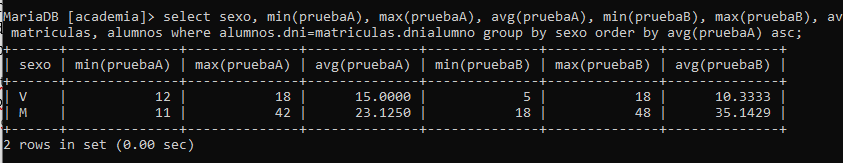 MariaDB [academia]> select sexo, min(pruebaA), max(pruebaA), avg(pruebaA), min(pruebaB), max(pruebaB), av
matriculas, alumnos where alumnos.dni=matriculas.dnialumno group by sexo order by avg(pruebaA) asc;
+------+--------------+--------------+--------------+--------------+--------------+--------------+
| sexo | min(pruebaA) | max(pruebaA) | avg(pruebaA) | min(pruebaB) | max(pruebaB) | avg(pruebaB) |
+------+--------------+--------------+--------------+--------------+--------------+--------------+
| V    |           12 |           18 |      15.0000 |            5 |           18 |      10.3333 |
| M    |           11 |           42 |      23.1250 |           18 |           48 |      35.1429 |
+------+--------------+--------------+--------------+--------------+--------------+--------------+
2 rows in set (0.00 sec)